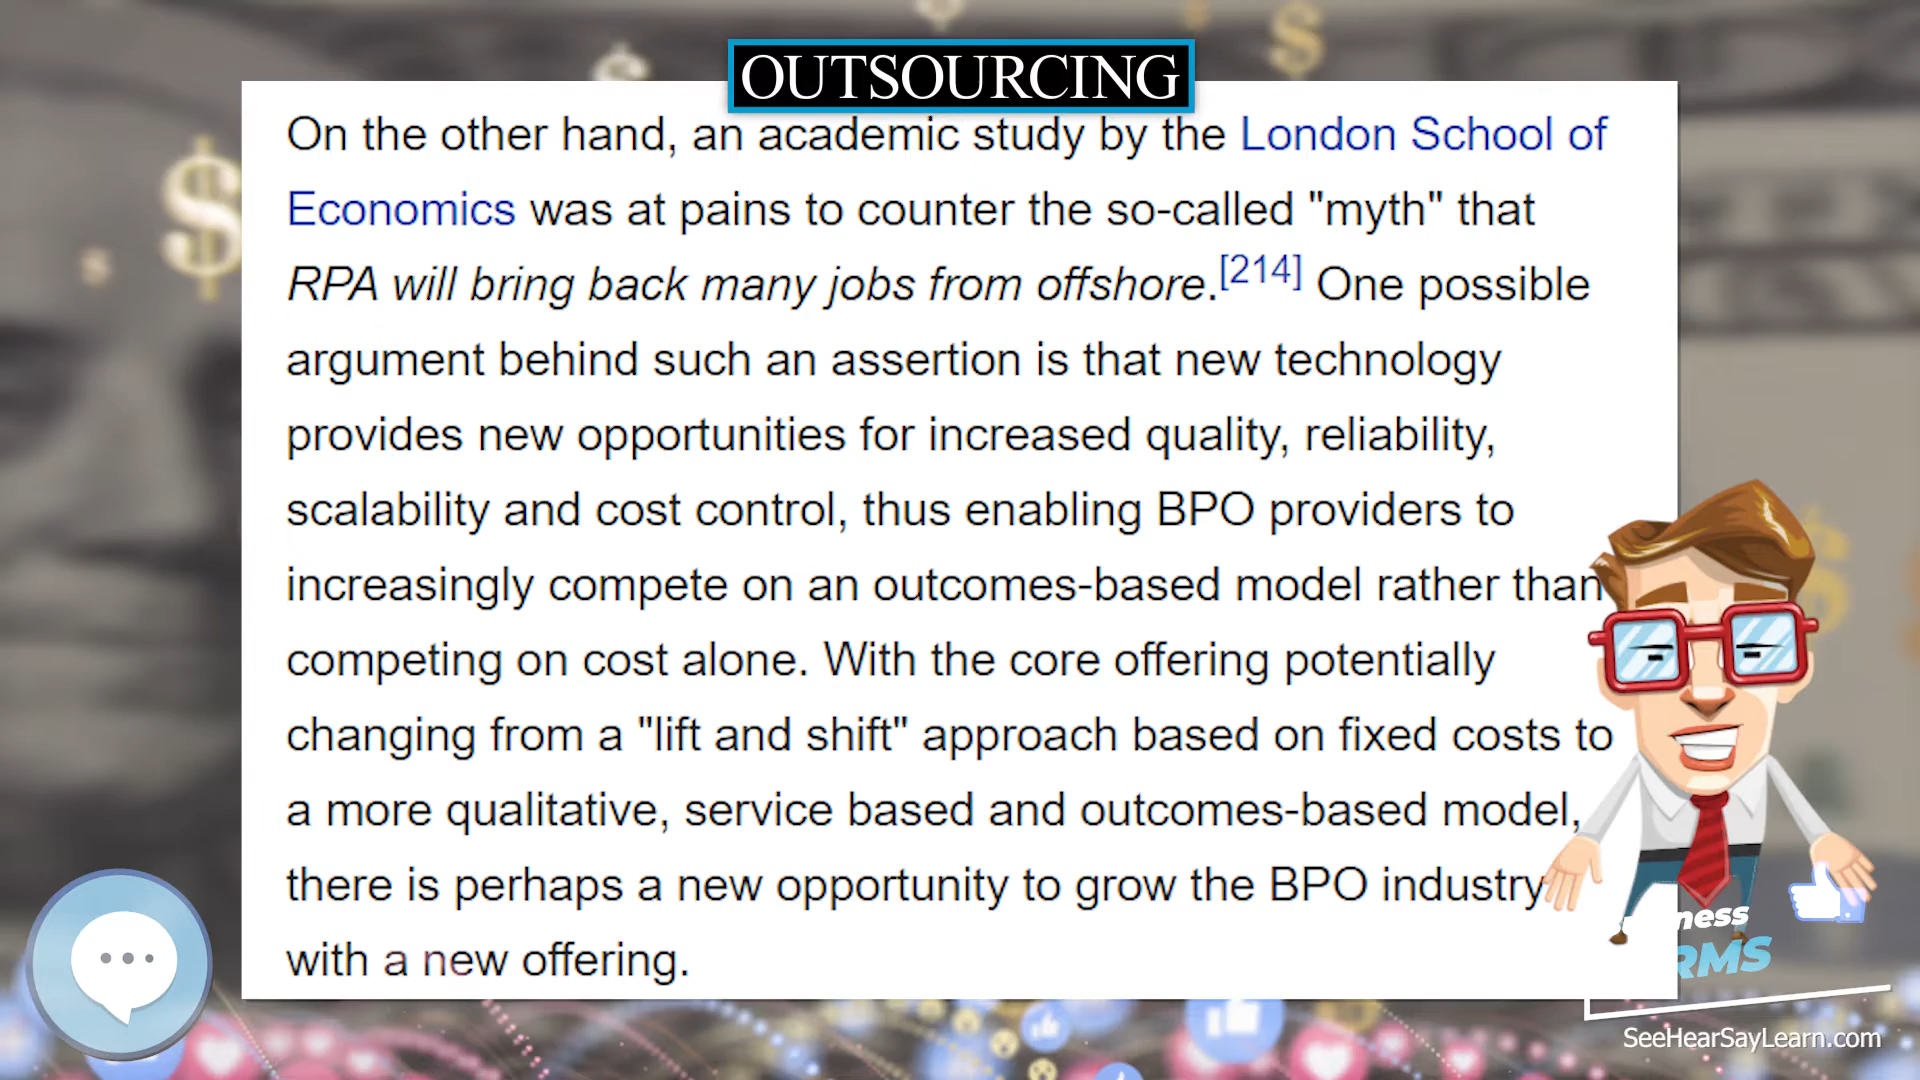 OUTSOURCING
On the other hand, an academic study by the London School of
Economics was at pains to counter the so-called "myth" that
RPA will bring back many jobs from offshore.[214] One possible
argument behind such an assertion is that new technology
provides new opportunities for increased quality, reliability,
scalability and cost control, thus enabling BPO providers to
increasingly compete on an outcomes-based model rather than
competing on cost alone. With the core offering potentially
changing from a "lift and shift" approach based on fixed costs to
a more qualitative, service based and outcomes-based model,
there is perhaps a new opportunity to grow the BPO industry
with a new offering.
SeeHearSayLearn.com